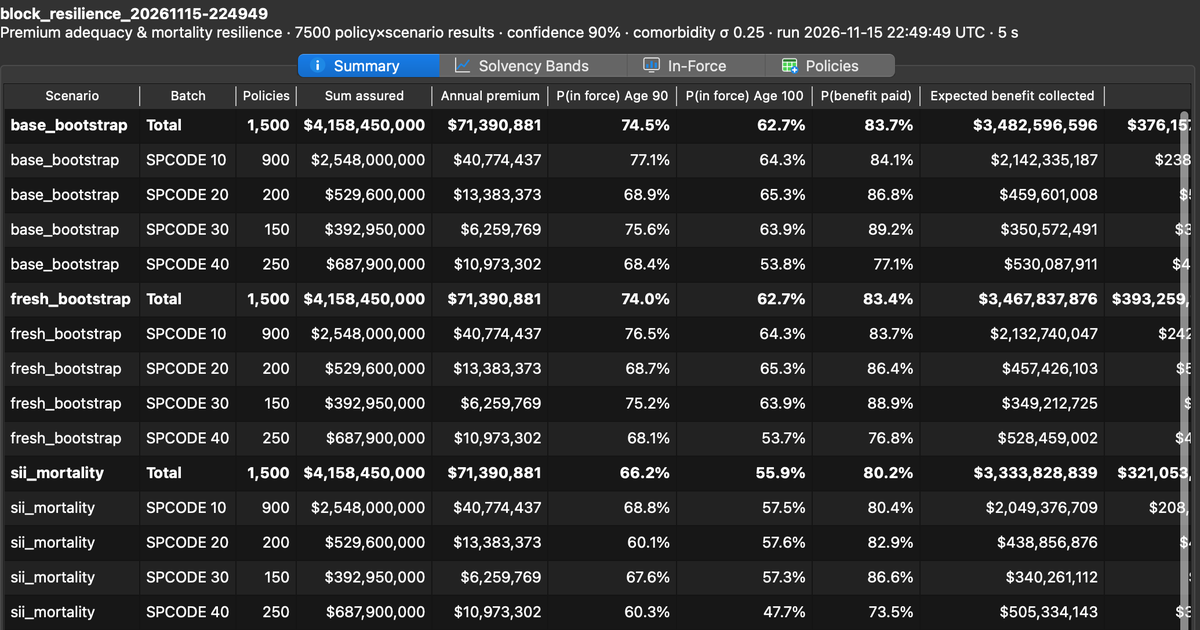 block_resilience_20261115-224949
Premium adequacy & mortality resilience · 7500 policy×scenario results · confidence 90% · comorbidity σ 0.25 · run 2026-11-15 22:49:49 UTC · 5 s
Summary Solvency Bands In-Force Policies
Scenario Batch Policies Sum assured Annual premium P(in force) Age 90 P(in force) Age 100 P(benefit paid) Expected benefit collected
base_bootstrap Total 1,500 $4,158,450,000 $71,390,881 74.5% 62.7% 83.7% $3,482,596,596
base_bootstrap SPCODE 10 900 $2,548,000,000 $40,774,437 77.1% 64.3% 84.1% $2,142,335,187
base_bootstrap SPCODE 20 200 $529,600,000 $13,383,373 68.9% 65.3% 86.8% $459,601,008
base_bootstrap SPCODE 30 150 $392,950,000 $6,259,769 75.6% 63.9% 89.2% $350,572,491
base_bootstrap SPCODE 40 250 $687,900,000 $10,973,302 68.4% 53.8% 77.1% $530,087,911
fresh_bootstrap Total 1,500 $4,158,450,000 $71,390,881 74.0% 62.7% 83.4% $3,467,837,876 $393,259,
fresh_bootstrap SPCODE 10 900 $2,548,000,000 $40,774,437 76.5% 64.3% 83.7% $2,132,740,047
fresh_bootstrap SPCODE 20 200 $529,600,000 $13,383,373 68.7% 65.3% 86.4% $457,426,103
fresh_bootstrap SPCODE 30 150 $392,950,000 $6,259,769 75.2% 63.9% 88.9% $349,212,725
fresh_bootstrap SPCODE 40 250 $687,900,000 $10,973,302 68.1% 53.7% 76.8% $528,459,002
sii_mortality Total 1,500 $4,158,450,000 $71,390,881 66.2% 55.9% 80.2% $3,333,828,839 $321,053,
sii_mortality SPCODE 10 900 $2,548,000,000 $40,774,437 68.8% 57.5% 80.4% $2,049,376,709 $208,
sii_mortality SPCODE 20 200 $529,600,000 $13,383,373 60.1% 57.6% 82.9% $438,856,876
sii_mortality SPCODE 30 150 $392,950,000 $6,259,769 67.6% 57.3% 86.6% $340,261,112
sii_mortality SPCODE 40 250 $687,900,000 $10,973,302 60.3% 47.7% 73.5% $505,334,143